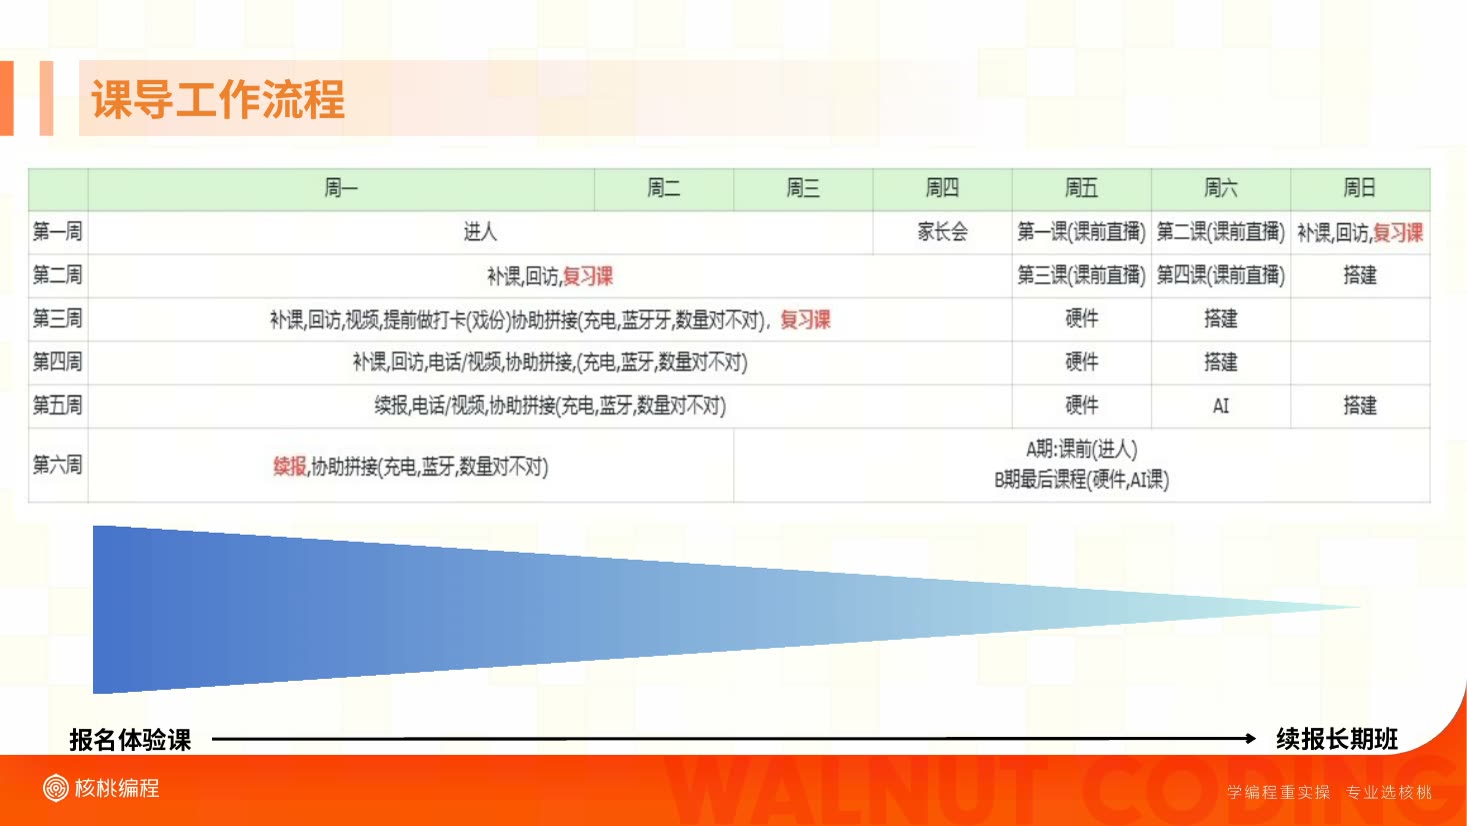 课导工作流程
周一 周二 周三 周四 周五 周六 周日
第一周 进人 家长会 第一课(课前直播) 第二课(课前直播) 补课,回访,复习课
第二周 补课,回访,复习课 第三课(课前直播) 第四课(课前直播) 搭建
第三周 补课,回访,视频,提前做打卡(戏份)协助拼接(充电,蓝牙牙,数量对不对)，复习课 硬件 搭建
第四周 补课,回访,电话/视频,协助拼接,(充电,蓝牙,数量对不对) 硬件 搭建
第五周 续报,电话/视频,协助拼接(充电,蓝牙,数量对不对) 硬件 AI 搭建
第六周 续报,协助拼接(充电,蓝牙,数量对不对)
A期:课前(进人)
B期最后课程(硬件,AI课)
报名体验课 续报长期班
核桃编程
WALNUT CODING
学编程重实操 专业选核桃